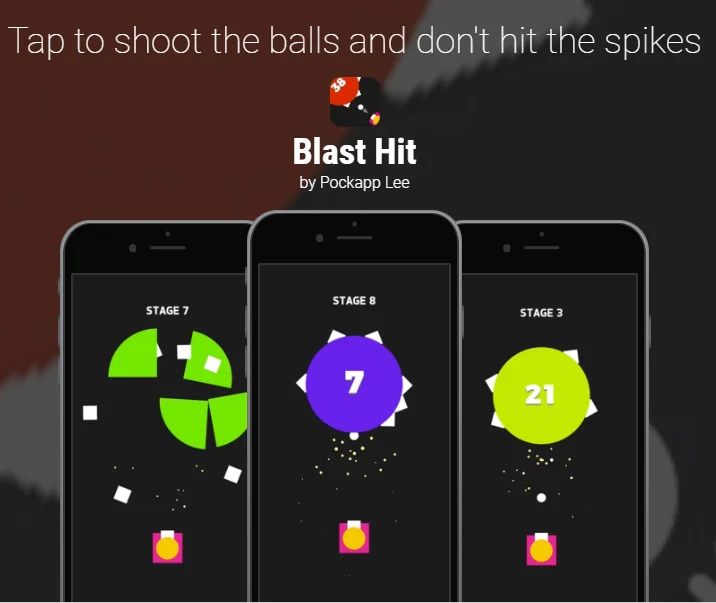 Tap to shoot the balls and don't hit the spikes
38
Blast Hit
by Pockapp Lee
STAGE 7
STAGE 8
STAGE 3
7
21